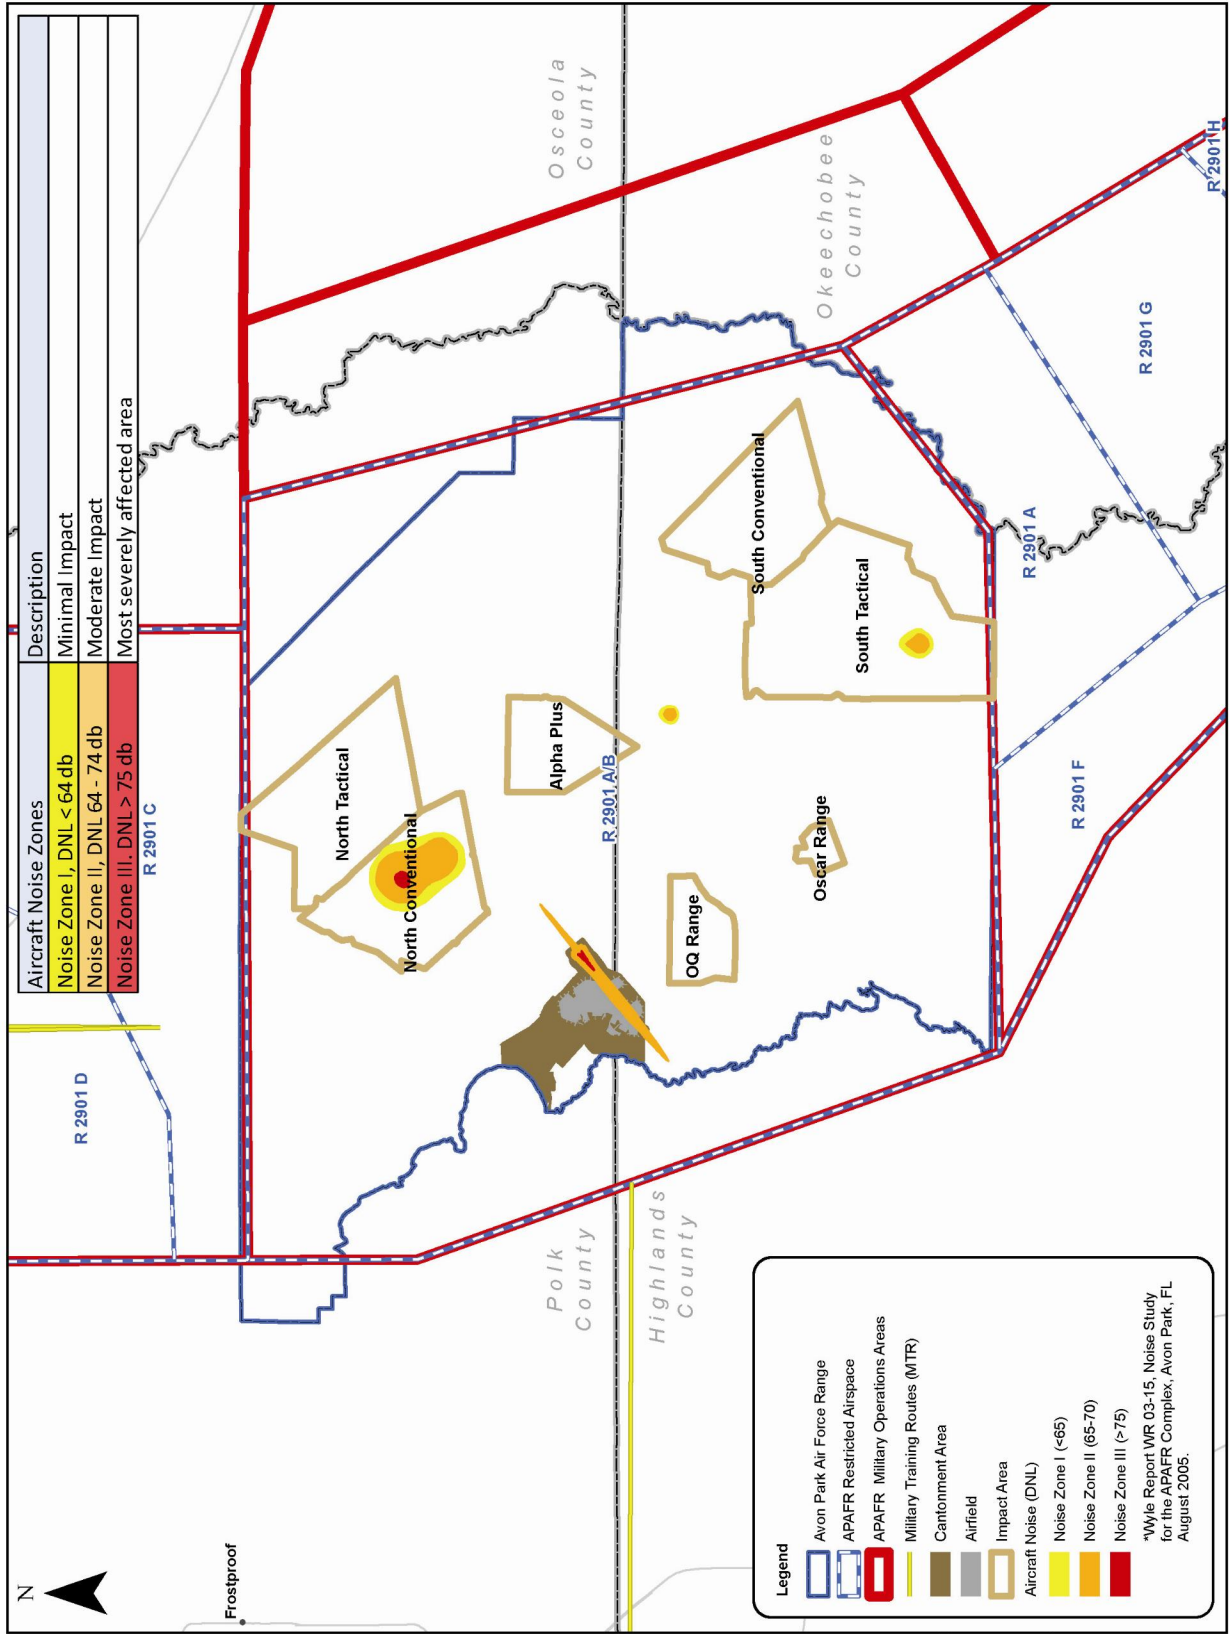 N
Frostproof
Aircraft Noise Zones
Description
Noise Zone I, DNL < 64 db
Minimal Impact
Noise Zone II, DNL 64 - 74 db
Moderate Impact
Noise Zone III. DNL > 75 db
Most severely affected area
R 2901 D
R 2901 C
North Tactical
North Conventional
Alpha Plus
R 2901 A/B
Polk
County
Osceola
County
Highlands
County
Okeechobee
County
OQ Range
Oscar Range
South Conventional
South Tactical
R 2901 A
R 2901 F
R 2901 G
R 2901 H
Legend
Avon Park Air Force Range
APAFR Restricted Airspace
APAFR Military Operations Areas
Military Training Routes (MTR)
Cantonment Area
Airfield
Impact Area
Aircraft Noise (DNL)
Noise Zone I (<65)
Noise Zone II (65-70)
Noise Zone III (>75)
*Wyle Report WR 03-15, Noise Study
for the APAFR Complex, Avon Park, FL
August 2005.